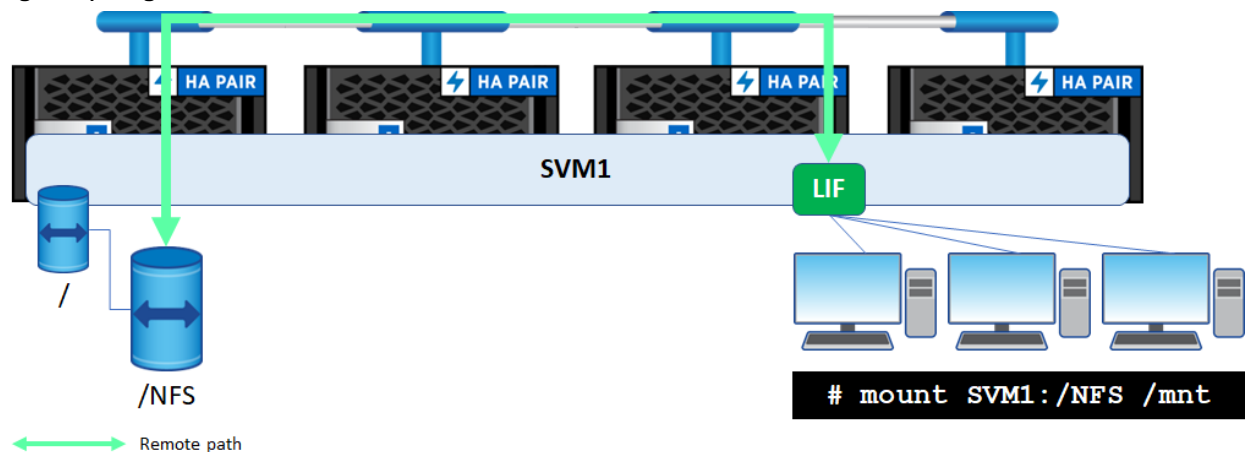 HA PAIR
HA PAIR
HA PAIR
HA PAIR
SVM1
LIF
/
/NFS
# mount SVM1:/NFS /mnt
Remote path